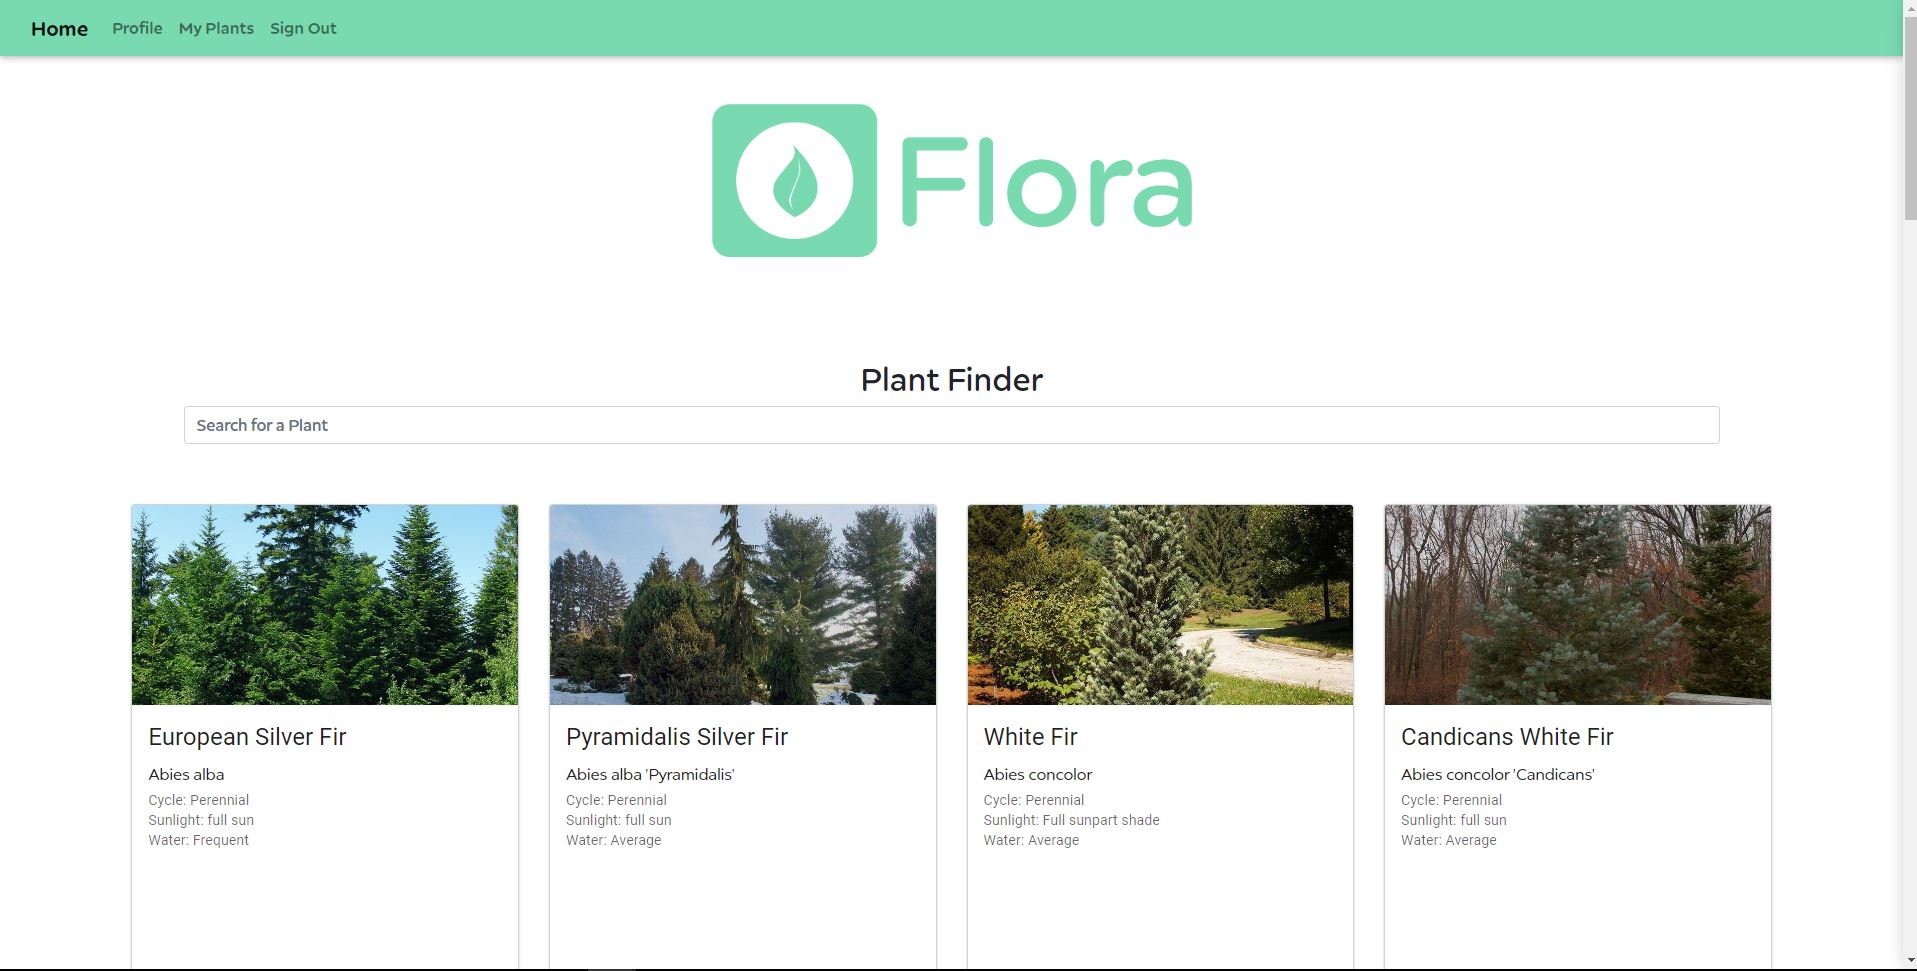 Home Profile My Plants Sign Out
Flora
Plant Finder
Search for a Plant
European Silver Fir
Abies alba
Cycle: Perennial
Sunlight: full sun
Water: Frequent
Pyramidalis Silver Fir
Abies alba 'Pyramidalis'
Cycle: Perennial
Sunlight: full sun
Water: Average
White Fir
Abies concolor
Cycle: Perennial
Sunlight: Full sunpart shade
Water: Average
Candicans White Fir
Abies concolor 'Candicans'
Cycle: Perennial
Sunlight: full sun
Water: Average